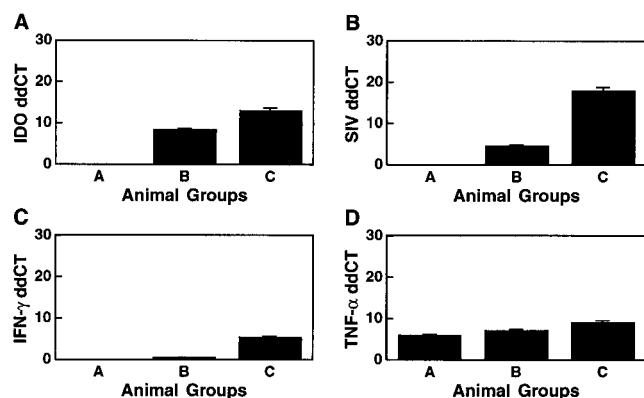 A
IDO ddCT
30
20
10
0
A B C
Animal Groups
B
SIV ddCT
30
20
10
0
A B C
Animal Groups
C
IFN-γ ddCT
30
20
10
0
A B C
Animal Groups
D
TNF-α ddCT
30
20
10
0
A B C
Animal Groups